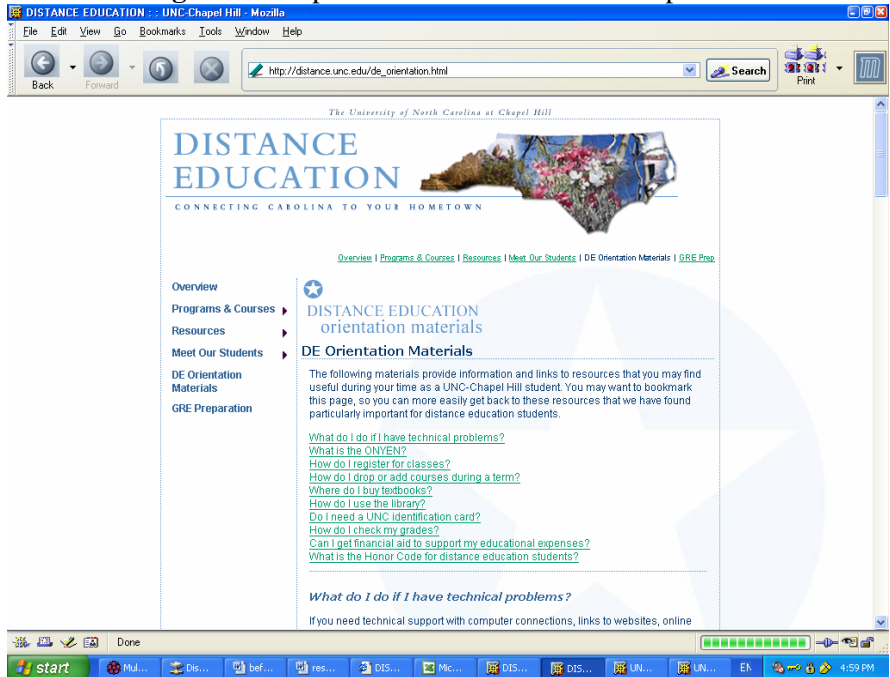 DISTANCE EDUCATION : : UNC-Chapel Hill - Mozilla
File Edit View Go Bookmarks Tools Window Help
Back Forward http://distance.unc.edu/de_orientation.html Search Print
The University of North Carolina at Chapel Hill
DISTANCE
EDUCATION
CONNECTING CAROLINA TO YOUR HOMETOWN
Overview | Programs & Courses | Resources | Meet Our Students | DE Orientation Materials | GRE Prep
Overview
Programs & Courses
Resources
Meet Our Students
DE Orientation
Materials
GRE Preparation
DISTANCE EDUCATION
orientation materials
DE Orientation Materials
The following materials provide information and links to resources that you may find
useful during your time as a UNC-Chapel Hill student. You may want to bookmark
this page, so you can more easily get back to these resources that we have found
particularly important for distance education students.
What do I do if I have technical problems?
What is the ONYEN?
How do I register for classes?
How do I drop or add courses during a term?
Where do I buy textbooks?
How do I use the library?
Do I need a UNC identification card?
How do I check my grades?
Can I get financial aid to support my educational expenses?
What is the Honor Code for distance education students?
What do I do if I have technical problems?
If you need technical support with computer connections, links to websites, online
Done
start Mul... Dis... bef... res... DIS... Mic... DIS... DIS... UN... UN... EN 4:59 PM